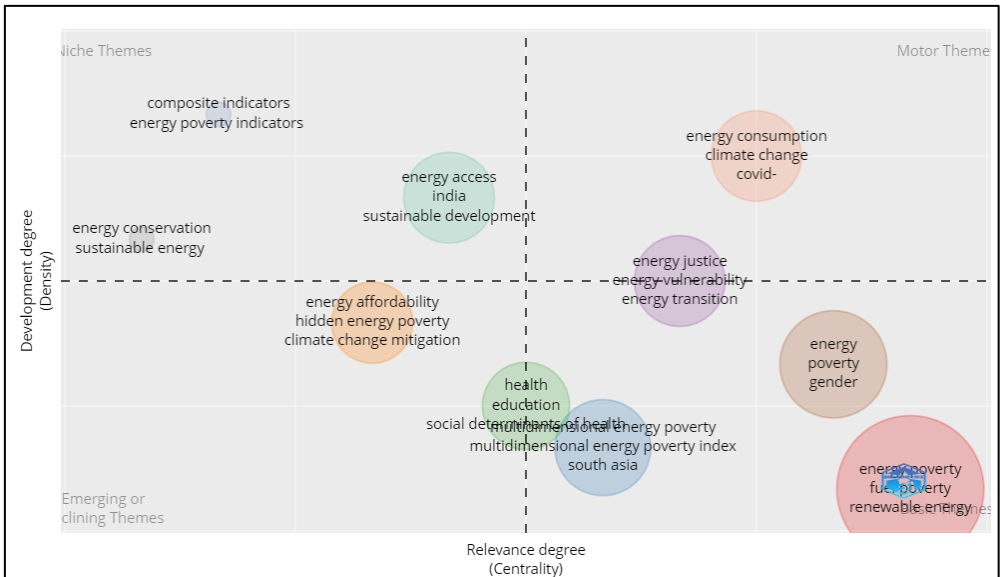 Niche Themes
Motor Theme
composite indicators
energy poverty indicators
energy consumption
climate change
covid-
energy access
india
sustainable development
energy conservation
sustainable energy
energy justice
energy vulnerability
energy transition
Development degree
(Density)
energy affordability
hidden energy poverty
climate change mitigation
energy
poverty
gender
health
education
social determinants of health
multidimensional energy poverty
multidimensional energy poverty index
south asia
energy poverty
fuel poverty
renewable energy
Basic Themes
Emerging or
clining Themes
Relevance degree
(Centrality)